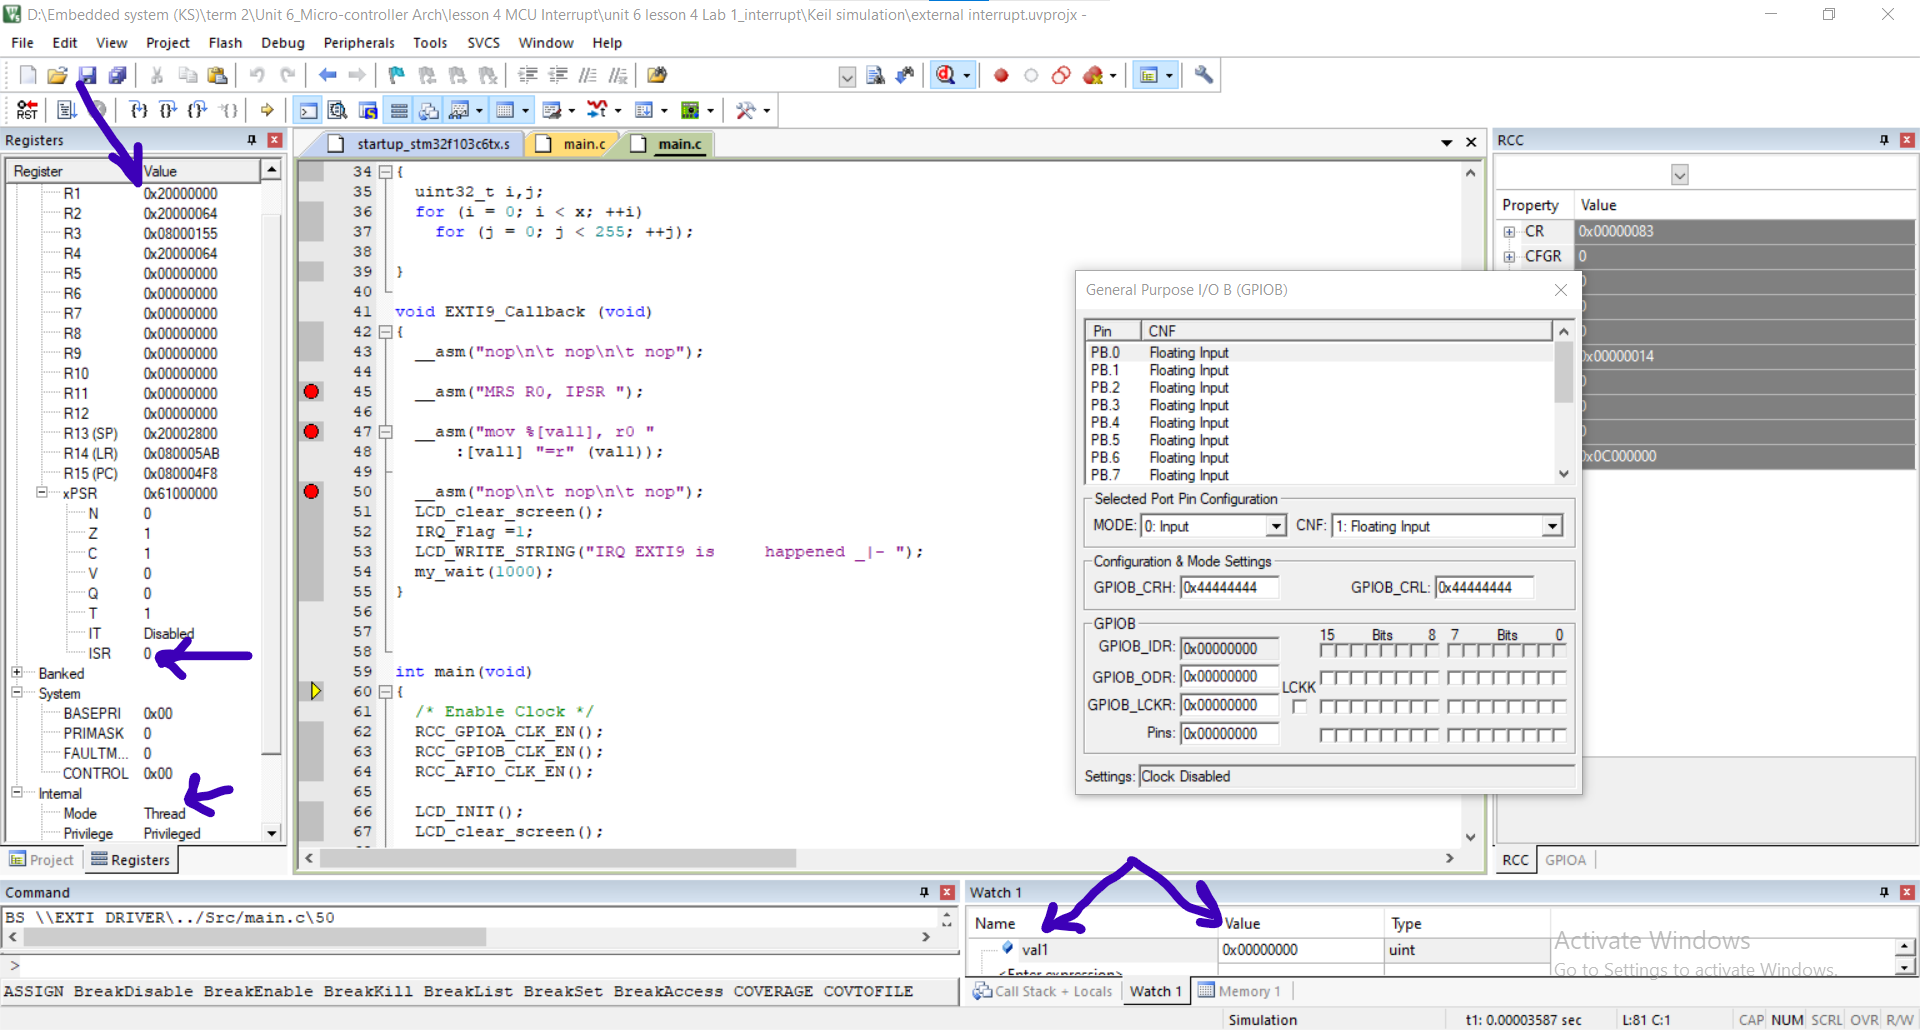 D:\Embedded system (KS)\term 2\Unit 6_Micro-controller Arch\lesson 4 MCU Interrupt\unit 6 lesson 4 Lab 1_interrupt\Keil simulation\external interrupt.uvprojx -
File Edit View Project Flash Debug Peripherals Tools SVCS Window Help
RST
Registers
Register Value
R1 0x20000000
R2 0x20000064
R3 0x08000155
R4 0x20000064
R5 0x00000000
R6 0x00000000
R7 0x00000000
R8 0x00000000
R9 0x00000000
R10 0x00000000
R11 0x00000000
R12 0x00000000
R13 (SP) 0x20002800
R14 (LR) 0x080005AB
R15 (PC) 0x080004F8
xPSR 0x61000000
N 0
Z 1
C 1
V 0
Q 0
T 1
IT Disabled
ISR 0
Banked
System
BASEPRI 0x00
PRIMASK 0
FAULTM... 0
CONTROL 0x00
Internal
Mode Thread
Privilege Privileged
Project Registers
startup_stm32f103c6tx.s main.c main.c
34 {
35 uint32_t i,j;
36 for (i = 0; i < x; ++i)
37 for (j = 0; j < 255; ++j);
38
39 }
40
41 void EXTI9_Callback (void)
42 {
43 __asm("nop\n\t nop\n\t nop");
44
45 __asm("MRS R0, IPSR ");
46
47 __asm("mov %[val1], r0 "
48 :[val1] "=r" (val1));
49
50 __asm("nop\n\t nop\n\t nop");
51 LCD_clear_screen();
52 IRQ_Flag =1;
53 LCD_WRITE_STRING("IRQ EXTI9 is     happened _|- ");
54 my_wait(1000);
55 }
56
57
58
59 int main(void)
60 {
61 /* Enable Clock */
62 RCC_GPIOA_CLK_EN();
63 RCC_GPIOB_CLK_EN();
64 RCC_AFIO_CLK_EN();
65
66 LCD_INIT();
67 LCD_clear_screen();
RCC
Property Value
CR 0x00000083
CFGR 0
0x00000014
0x0C000000
RCC GPIOA
General Purpose I/O B (GPIOB)
Pin CNF
PB.0 Floating Input
PB.1 Floating Input
PB.2 Floating Input
PB.3 Floating Input
PB.4 Floating Input
PB.5 Floating Input
PB.6 Floating Input
PB.7 Floating Input
Selected Port Pin Configuration
MODE: 0: Input CNF: 1: Floating Input
Configuration & Mode Settings
GPIOB_CRH: 0x44444444 GPIOB_CRL: 0x44444444
GPIOB
15 Bits 8 7 Bits 0
GPIOB_IDR: 0x00000000
GPIOB_ODR: 0x00000000
LCKK
GPIOB_LCKR: 0x00000000
Pins: 0x00000000
Settings: Clock Disabled
Command
BS \\EXTI DRIVER\../Src/main.c\50
>
ASSIGN BreakDisable BreakEnable BreakKill BreakList BreakSet BreakAccess COVERAGE COVTOFILE
Watch 1
Name Value Type
val1 0x00000000 uint
<Enter expression>
Call Stack + Locals Watch 1 Memory 1
Activate Windows
Go to Settings to activate Windows.
Simulation t1: 0.00003587 sec L:81 C:1 CAP NUM SCRL OVR R/W